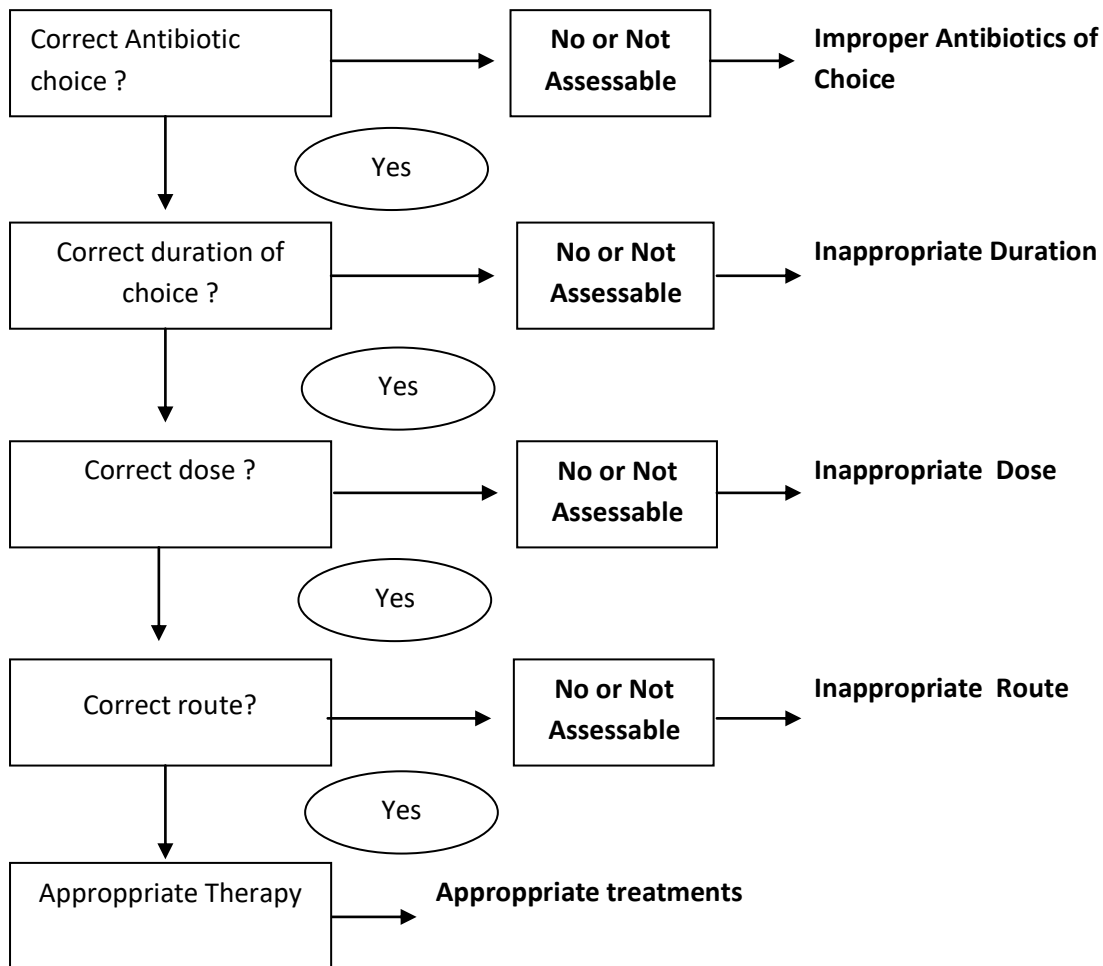 Correct Antibiotic
choice ?
No or Not
Assessable
Improper Antibiotics of
Choice
Yes
Correct duration of
choice ?
No or Not
Assessable
Inappropriate Duration
Yes
Correct dose ?
No or Not
Assessable
Inappropriate  Dose
Yes
Correct route?
No or Not
Assessable
Inappropriate  Route
Yes
Approppriate Therapy
Approppriate treatments